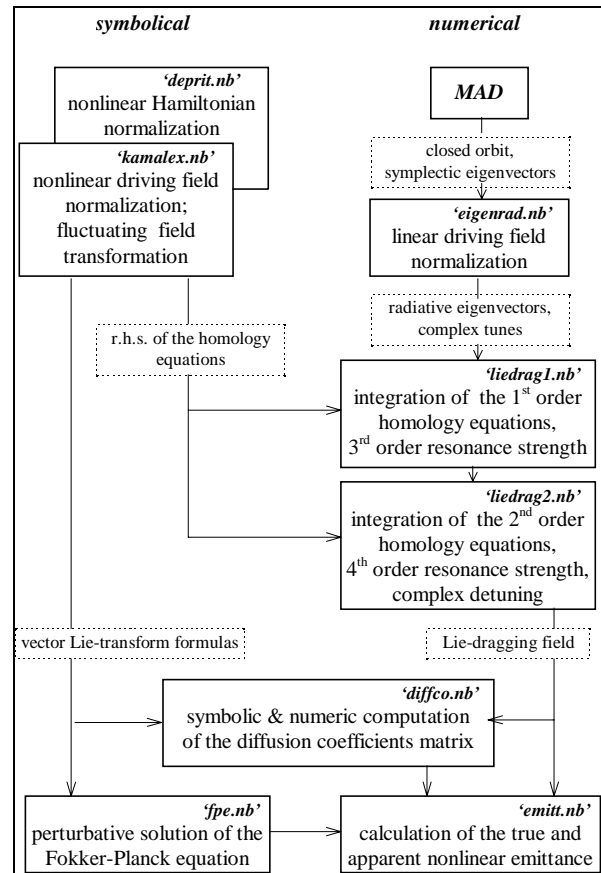 symbolical
numerical
‘deprit.nb’
nonlinear Hamiltonian
normalization
‘kamalex.nb’
nonlinear driving field
normalization;
fluctuating field
transformation
MAD
closed orbit,
symplectic eigenvectors
‘eigenrad.nb’
linear driving field
normalization
radiative eigenvectors,
complex tunes
r.h.s. of the homology
equations
‘liedrag1.nb’
integration of the 1st order
homology equations,
3rd order resonance strength
‘liedrag2.nb’
integration of the 2nd order
homology equations,
4th order resonance strength,
complex detuning
vector Lie-transform formulas
Lie-dragging field
‘diffco.nb’
symbolic & numeric computation
of the diffusion coefficients matrix
‘fpe.nb’
perturbative solution of the
Fokker-Planck equation
‘emitt.nb’
calculation of the true and
apparent nonlinear emittance